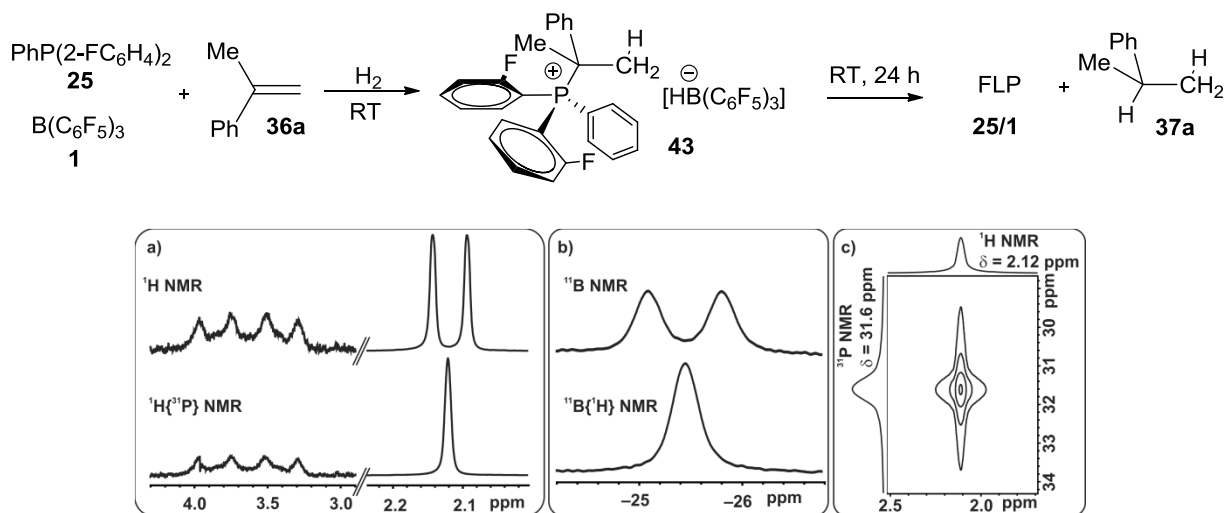 PhP(2-FC6H4)2
25
B(C6F5)3
1
+
Me
Ph
36a
H2
RT
Ph
Me
H
CH2
F
+
P
F
⊖
[HB(C6F5)3]
43
RT, 24 h
FLP
25/1
+
Ph
Me
H
H
CH2
37a
a)
1H NMR
1H{31P} NMR
4.0 3.5 3.0 2.2 2.1 ppm
b)
11B NMR
11B{1H} NMR
–25 –26 ppm
c)
1H NMR
δ = 2.12 ppm
31P NMR
δ = 31.6 ppm
ppm
30
31
32
33
34
2.5 2.0 ppm